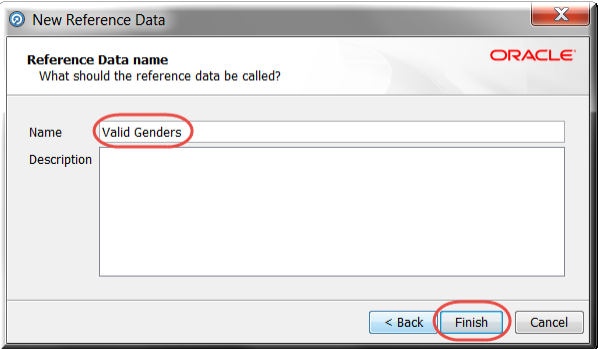 New Reference Data
Reference Data name
What should the reference data be called?
ORACLE
Name
Valid Genders
Description
< Back
Finish
Cancel